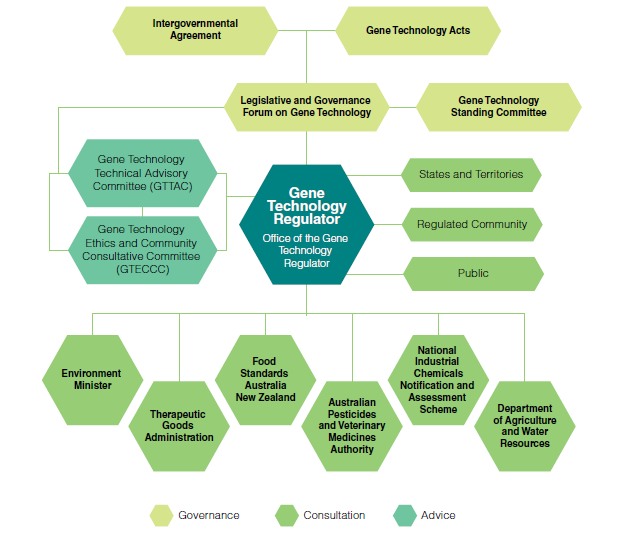 Intergovernmental
Agreement
Gene Technology Acts
Legislative and Governance
Forum on Gene Technology
Gene Technology
Standing Committee
Gene Technology
Technical Advisory
Committee (GTTAC)
Gene Technology
Ethics and Community
Consultative Committee
(GTECCC)
Gene
Technology
Regulator
Office of the Gene
Technology
Regulator
States and Territories
Regulated Community
Public
Environment
Minister
Therapeutic
Goods
Administration
Food
Standards
Australia
New Zealand
Australian
Pesticides
and Veterinary
Medicines
Authority
National
Industrial
Chemicals
Notification and
Assessment
Scheme
Department
of Agriculture
and Water
Resources
Governance
Consultation
Advice